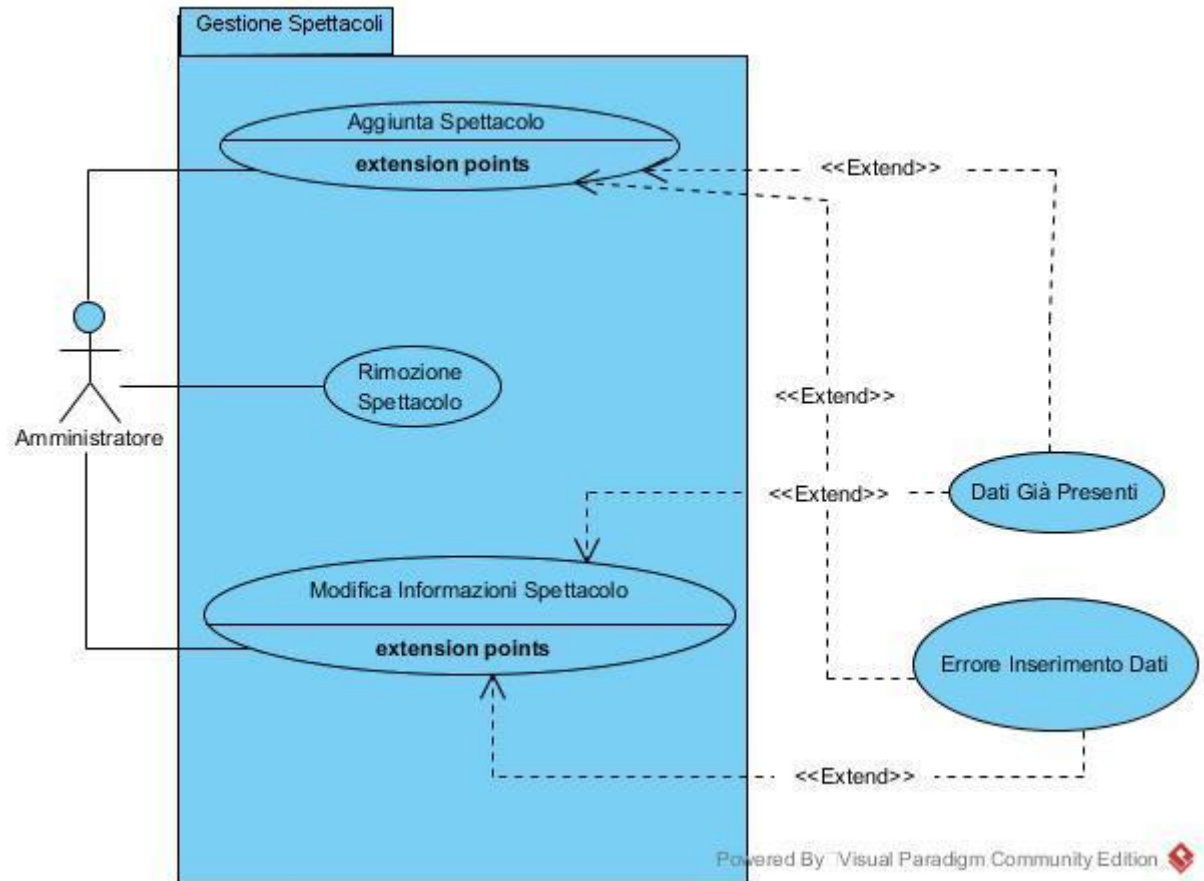 Gestione Spettacoli
Aggiunta Spettacolo
extension points
<<Extend>>
Rimozione
Spettacolo
<<Extend>>
Amministratore
<<Extend>>
Dati Già Presenti
Modifica Informazioni Spettacolo
extension points
Errore Inserimento Dati
<<Extend>>
Powered By Visual Paradigm Community Edition